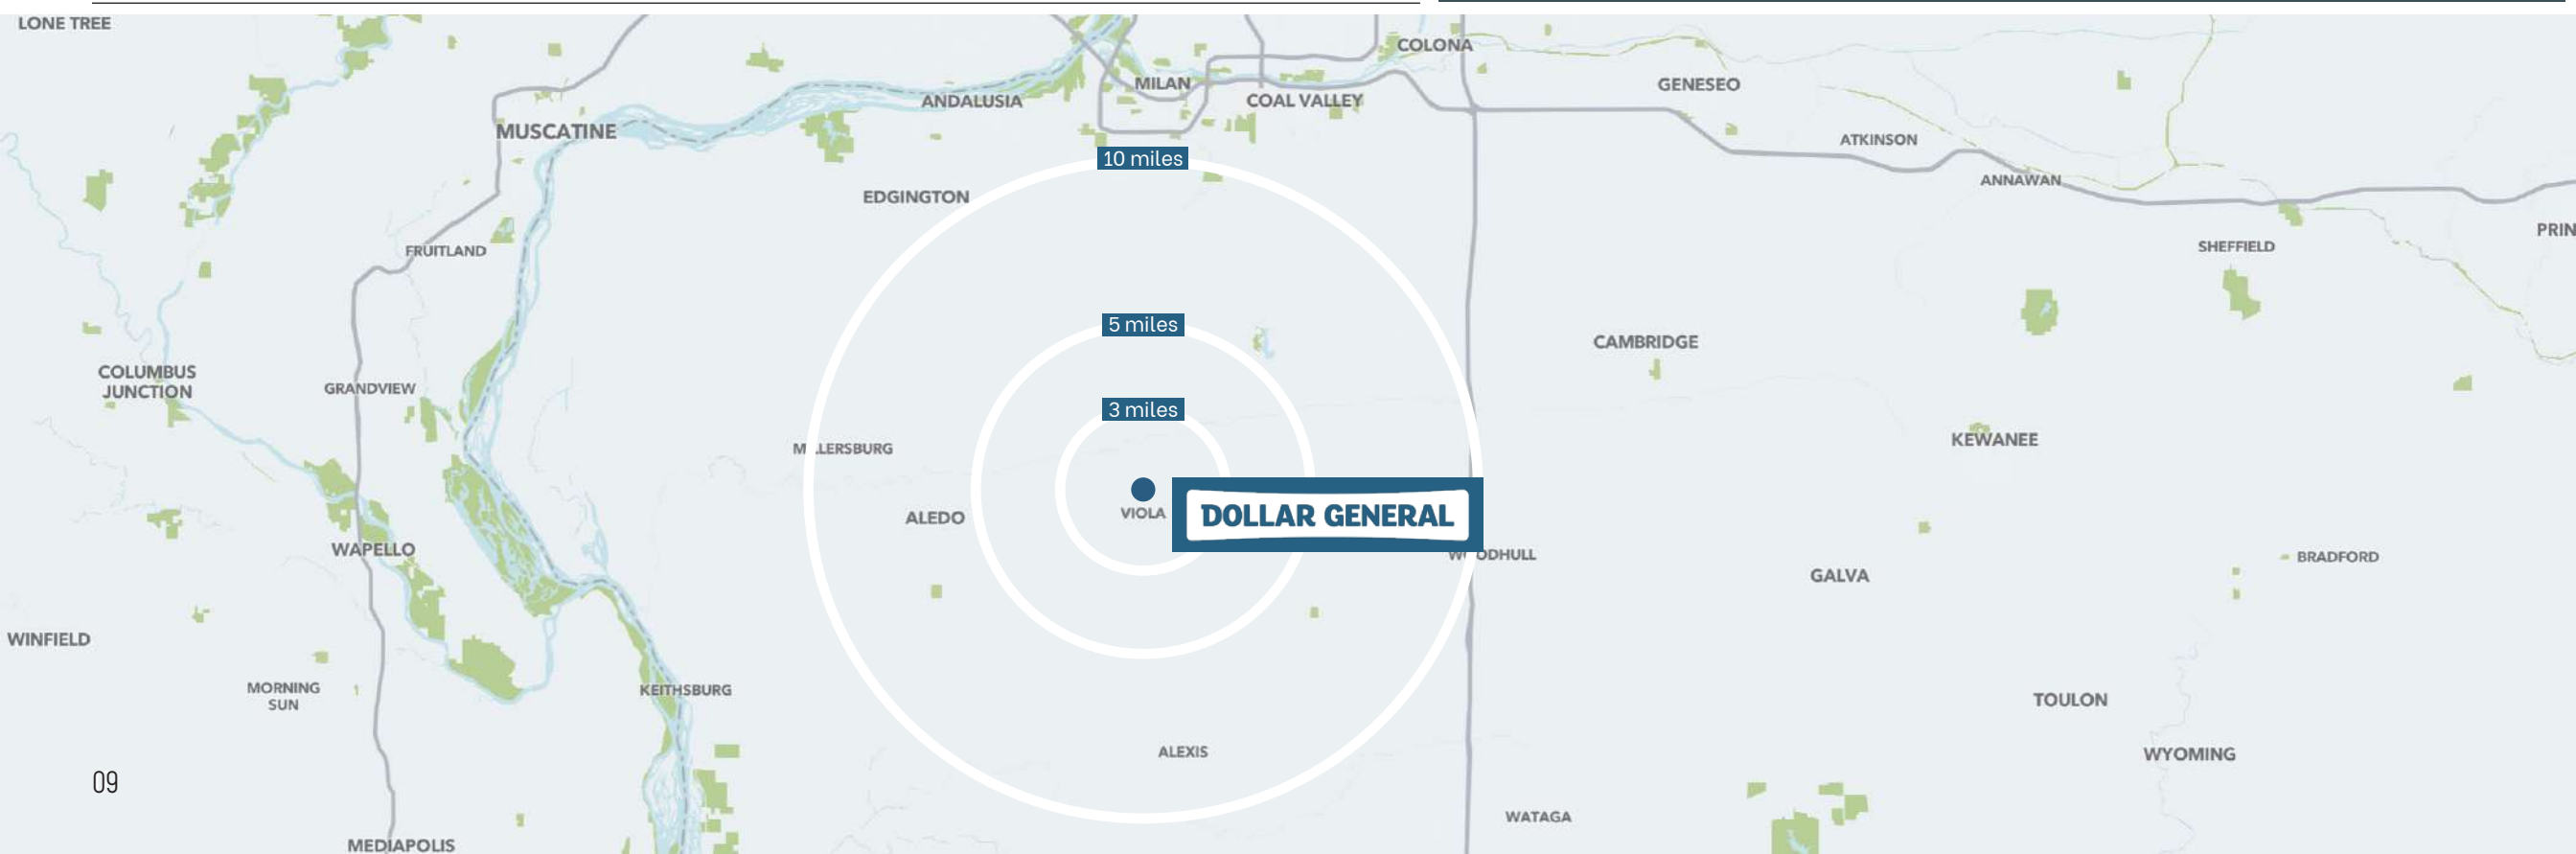 LONE TREE
COLONA
MILAN
GENESEO
ANDALUSIA
COAL VALLEY
MUSCATINE
ATKINSON
10 miles
ANNAWAN
EDGINGTON
PRIN
SHEFFIELD
FRUITLAND
5 miles
CAMBRIDGE
COLUMBUS
JUNCTION
GRANDVIEW
3 miles
KEWANEE
M LLERSBURG
VIOLA
DOLLAR GENERAL
ALEDO
WAPELLO
W ODHULL
BRADFORD
GALVA
WINFIELD
MORNING
SUN
KEITHSBURG
TOULON
ALEXIS
WYOMING
09
WATAGA
MEDIAPOLIS